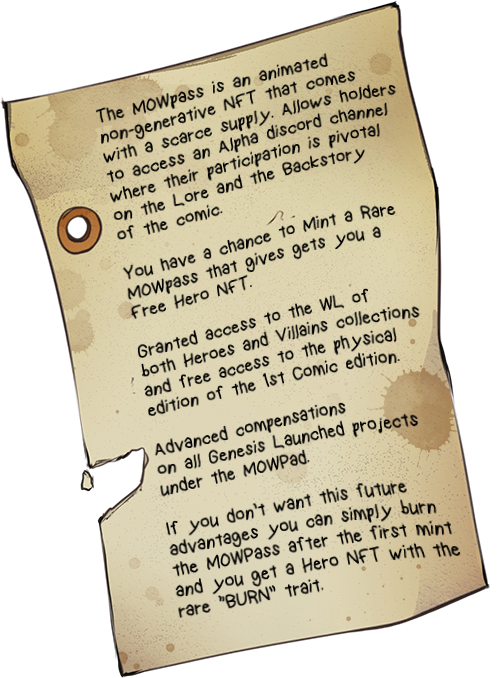 The MOWpass is an animated
non-generative NFT that comes
with a scarce supply. Allows holders
to access an Alpha discord channel
where their participation is pivotal
on the Lore and the Backstory
of the comic.
You have a chance to Mint a Rare
MOWpass that gives gets you a
Free Hero NFT.
Granted access to the WL of
both Heroes and Villains collections
and free access to the physical
edition of the 1st Comic edition.
Advanced compensations
on all Genesis Launched projects
under the MOWPad.
If you don't want this future
advantages you can simply burn
the MOWPass after the first mint
and you get a Hero NFT with the
rare "BURN" trait.